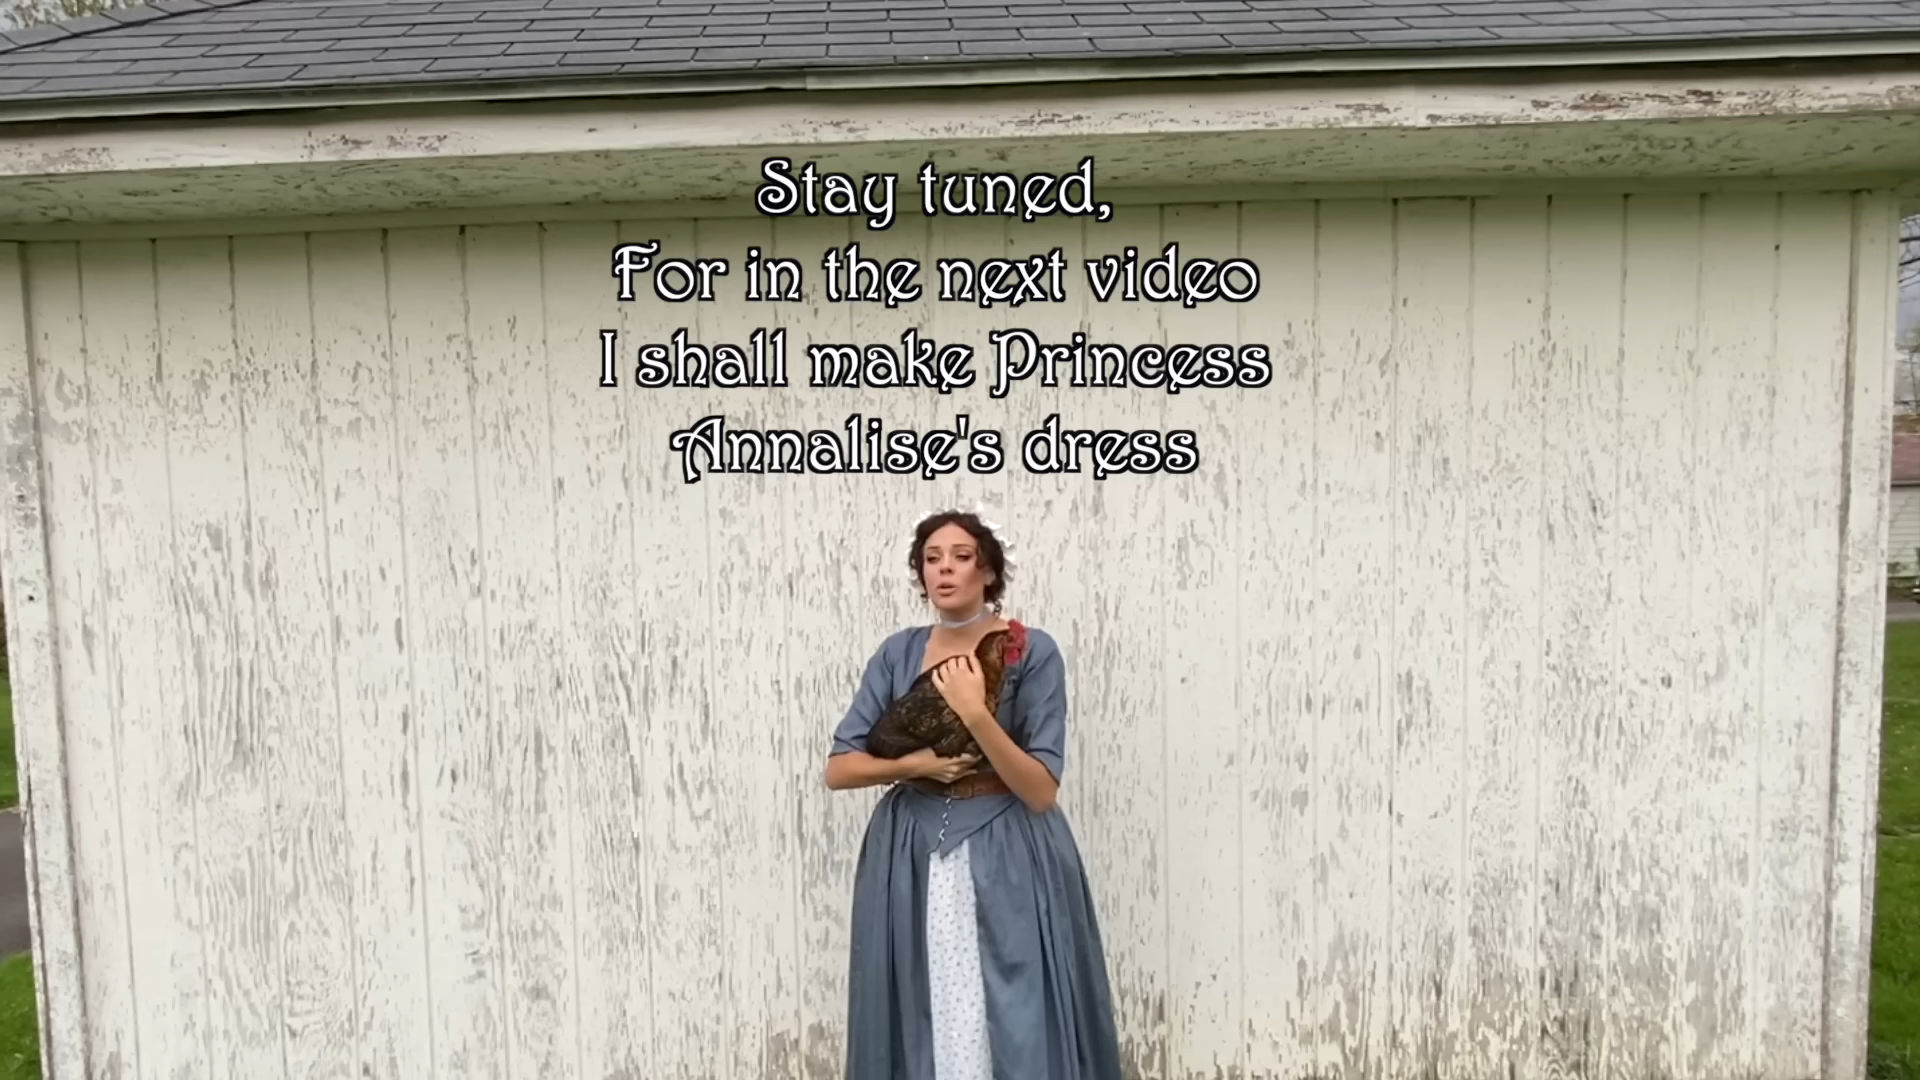 Stay tuned,
For in the next video
I shall make Princess
Annalise's dress